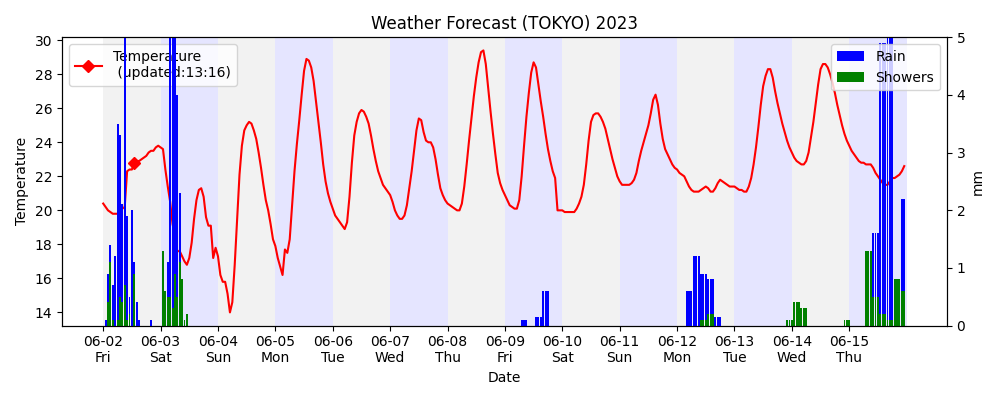 Weather Forecast (TOKYO) 2023
Temperature
(updated:13:16)
Rain
Showers
Temperature
30
28
26
24
22
20
18
16
14
5
4
3
2
1
0
mm
06-02 06-03 06-04 06-05 06-06 06-07 06-08 06-09 06-10 06-11 06-12 06-13 06-14 06-15
Fri Sat Sun Mon Tue Wed Thu Fri Sat Sun Mon Tue Wed Thu
Date